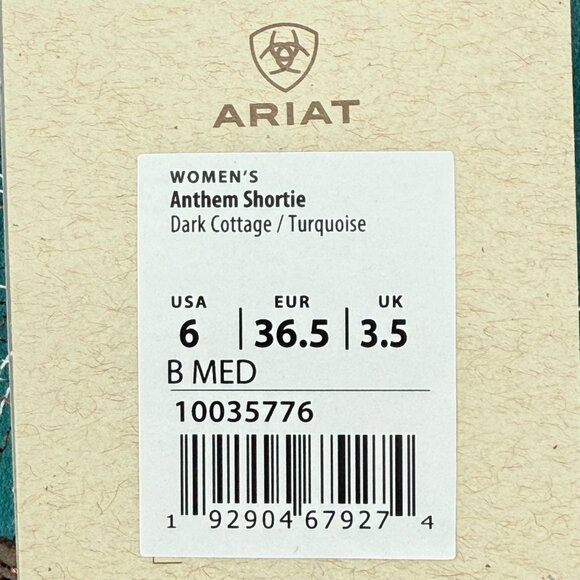 ARIAT
WOMEN'S
Anthem Shortie
Dark Cottage / Turquoise
USA EUR UK
6 | 36.5 | 3.5
B MED
10035776
1 92904 67927 4